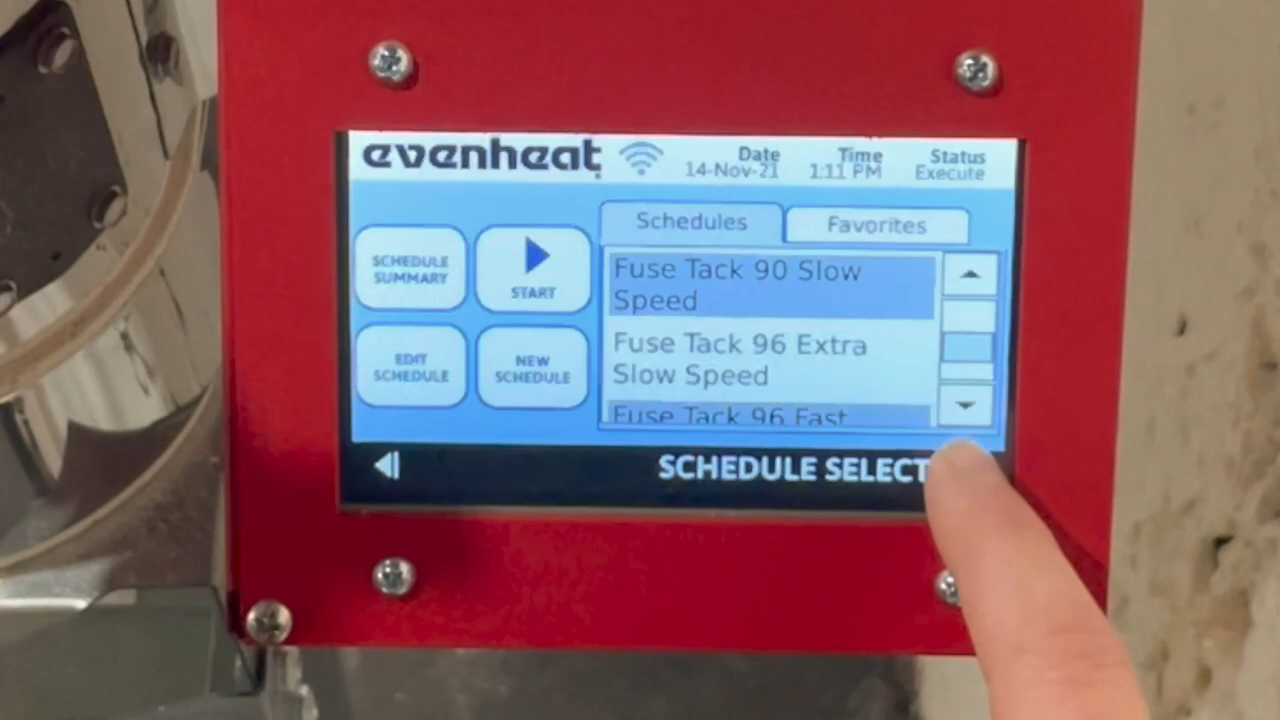 evenheat
Date
14-Nov-21
Time
1:11 PM
Status
Execute
Schedules
Favorites
SCHEDULE
SUMMARY
START
EDIT
SCHEDULE
NEW
SCHEDULE
Fuse Tack 90 Slow
Speed
Fuse Tack 96 Extra
Slow Speed
Fuse Tack 96 Fast
SCHEDULE SELECT